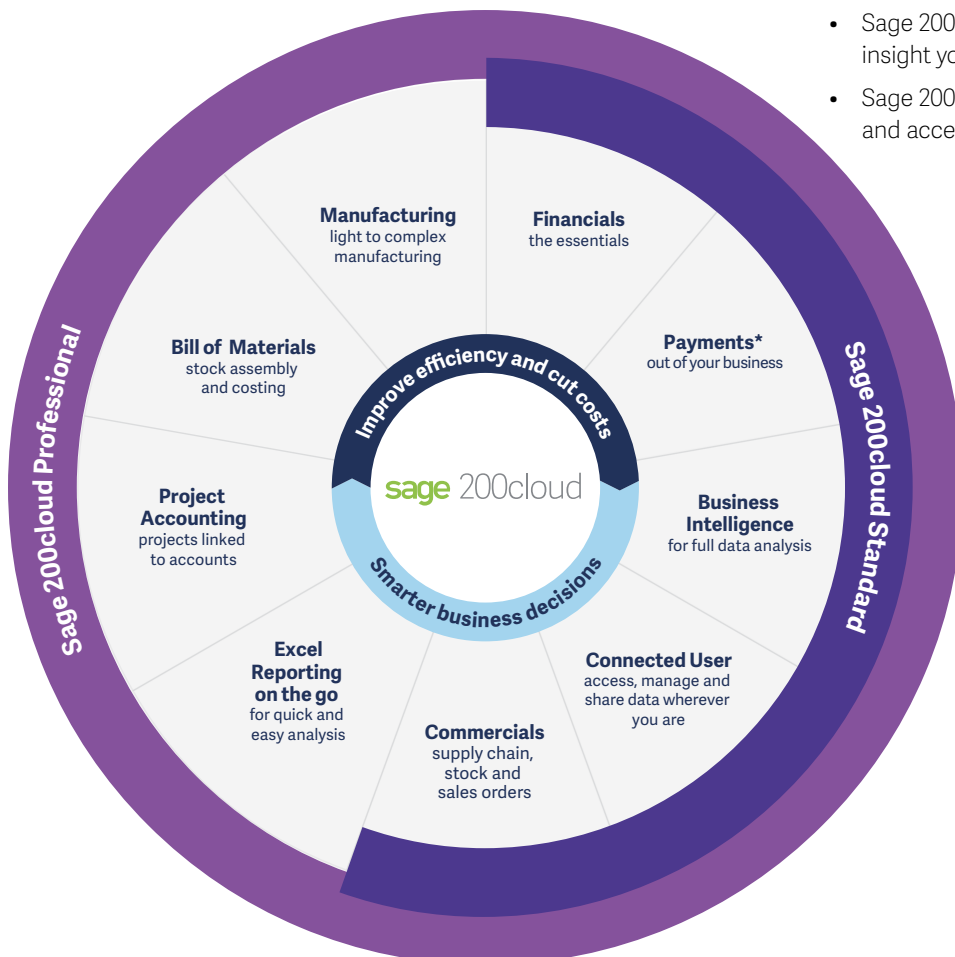 • Sage 200
insight yo
• Sage 200
and acce
Manufacturing
light to complex
manufacturing
Financials
the essentials
Payments*
out of your business
Business
Intelligence
for full data analysis
Connected User
access, manage and
share data wherever
you are
Commercials
supply chain,
stock and
sales orders
Excel
Reporting
on the go
for quick and
easy analysis
Project
Accounting
projects linked
to accounts
Bill of Materials
stock assembly
and costing
Improve efficiency and cut costs
sage 200cloud
Smarter business decisions
Sage 200cloud Professional
Sage 200cloud Standard